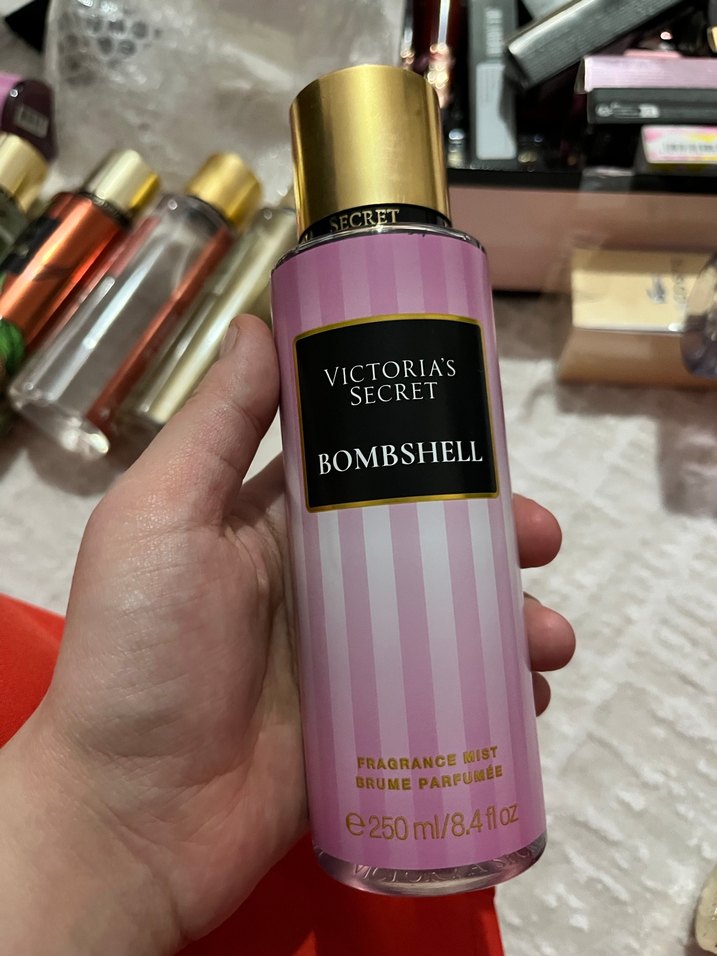 SECRET
VICTORIA'S
SECRET
BOMBSHELL
FRAGRANCE MIST
BRUME PARFUMÉE
℮ 250 ml/8.4 fl oz